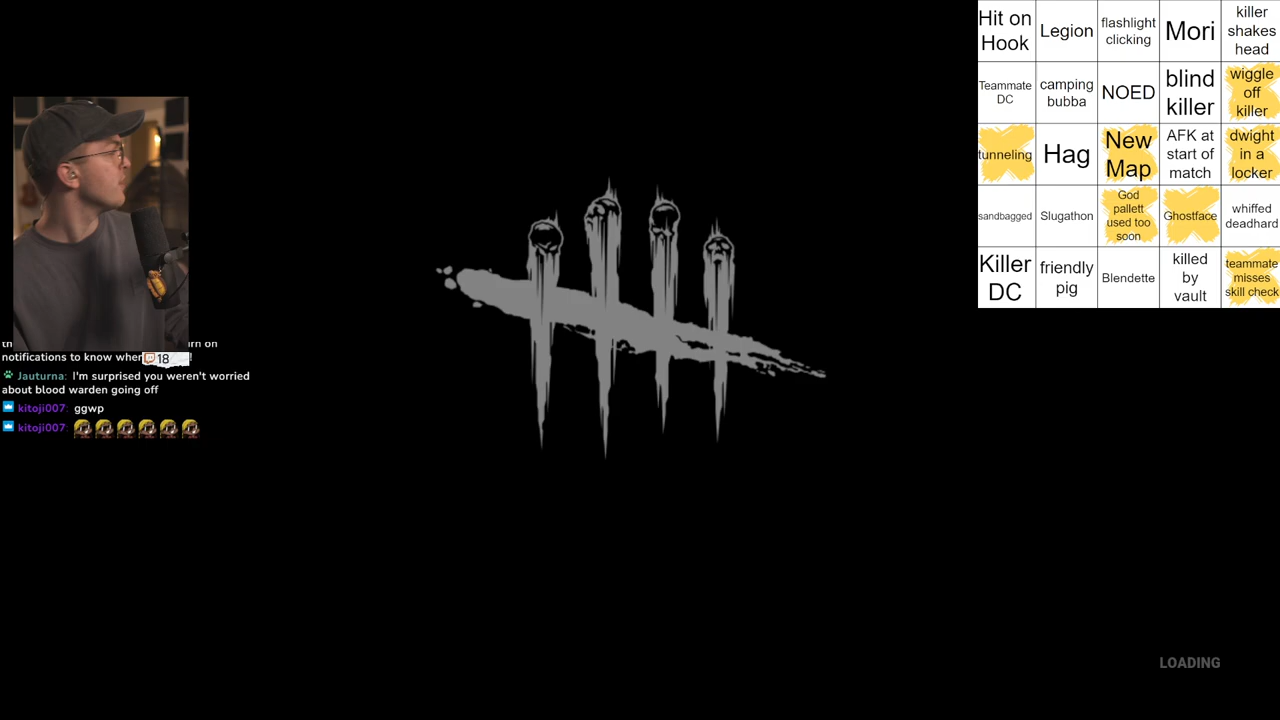 Hit on
Hook
Legion
flashlight
clicking
Mori
killer
shakes
head
Teammate
DC
camping
bubba
NOED
blind
killer
wiggle
off
killer
tunneling
Hag
New
Map
AFK at
start of
match
dwight
in a
locker
sandbagged
Slugathon
God
pallett
used too
soon
Ghostface
whiffed
deadhard
Killer
DC
friendly
pig
Blendette
killed
by
vault
teammate
misses
skill check
notifications to know when 18 !
Jauturna: I'm surprised you weren't worried
about blood warden going off
kitoji007: ggwp
kitoji007:
LOADING